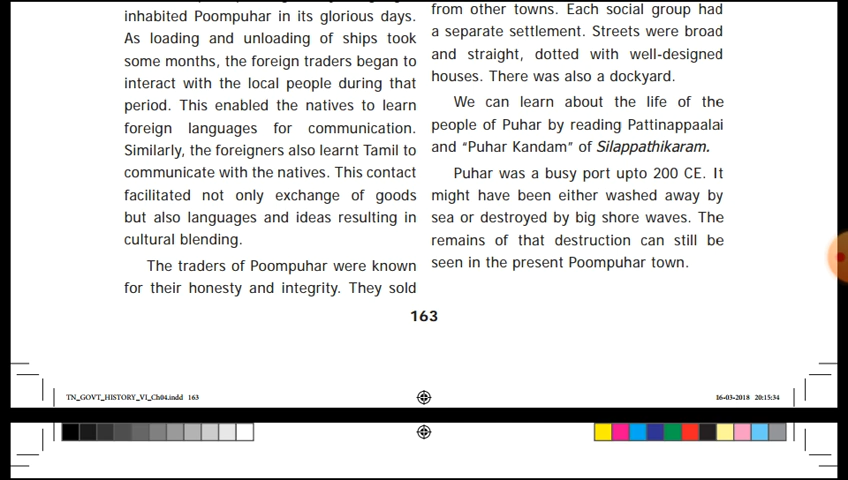 inhabited Poompuhar in its glorious days.
As loading and unloading of ships took
some months, the foreign traders began to
interact with the local people during that
period. This enabled the natives to learn
foreign languages for communication.
Similarly, the foreigners also learnt Tamil to
communicate with the natives. This contact
facilitated not only exchange of goods
but also languages and ideas resulting in
cultural blending.
The traders of Poompuhar were known
for their honesty and integrity. They sold
from other towns. Each social group had
a separate settlement. Streets were broad
and straight, dotted with well-designed
houses. There was also a dockyard.
We can learn about the life of the
people of Puhar by reading Pattinappaalai
and “Puhar Kandam” of Silappathikaram.
Puhar was a busy port upto 200 CE. It
might have been either washed away by
sea or destroyed by big shore waves. The
remains of that destruction can still be
seen in the present Poompuhar town.
163
TN_GOVT_HISTORY_VI_Ch04.indd 163
16-03-2018 20:15:34